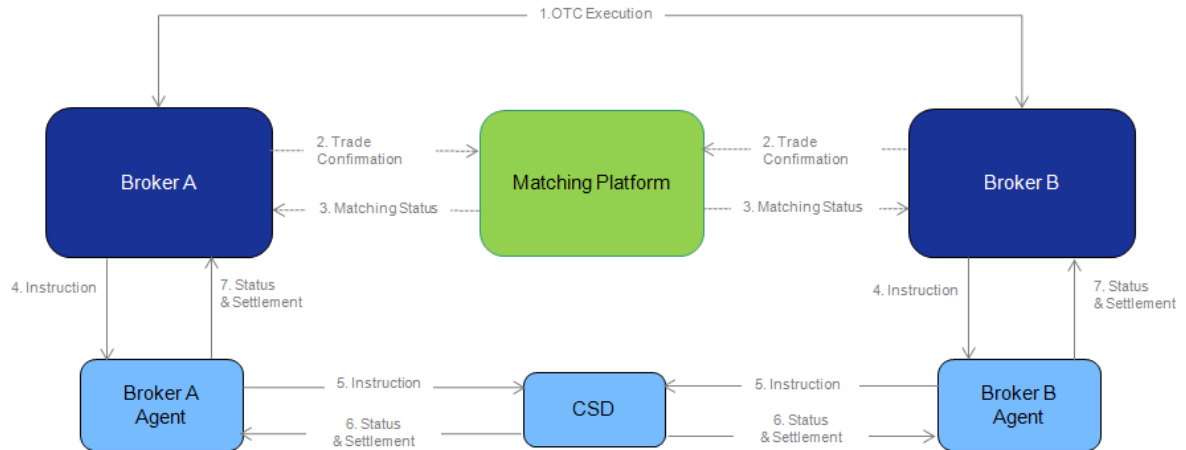 1.OTC Execution
Broker A
2. Trade
Confirmation
3. Matching Status
Matching Platform
2. Trade
Confirmation
3. Matching Status
Broker B
4. Instruction
7. Status
& Settlement
4. Instruction
7. Status
& Settlement
Broker A
Agent
5. Instruction
6. Status
& Settlement
CSD
5. Instruction
6. Status
& Settlement
Broker B
Agent